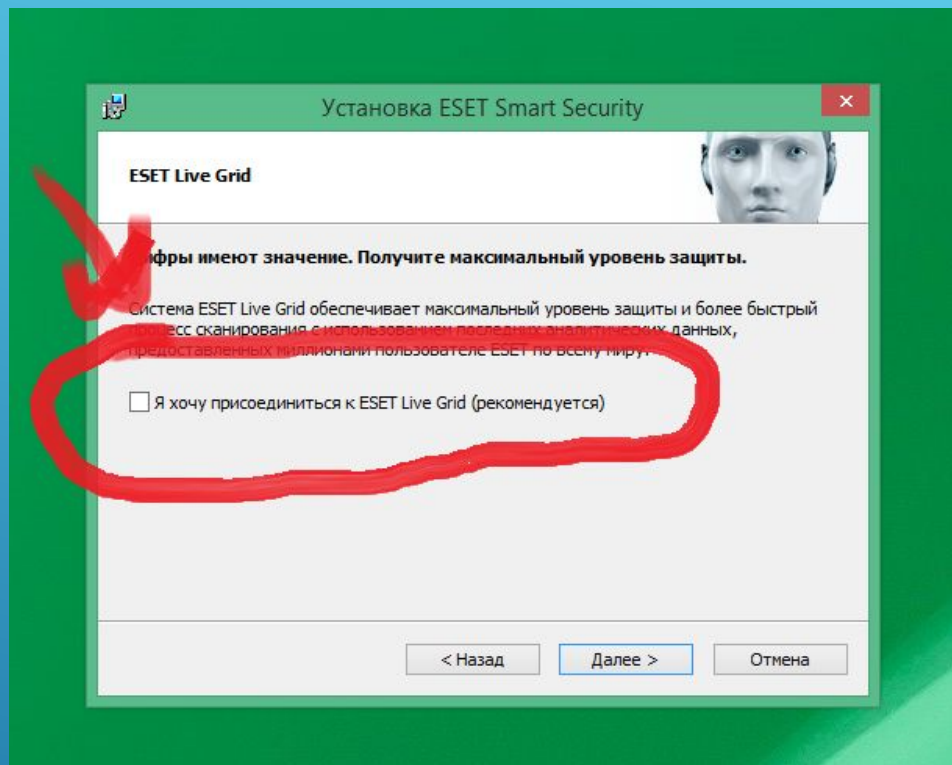 Установка ESET Smart Security
ESET Live Grid
имеют значение. Получите максимальный уровень защиты.
Система ESET Live Grid обеспечивает максимальный уровень защиты и более быстрый
сканирования с использованием последних аналитических данных,
предоставленных миллионами пользователе ESET по всему миру.
Я хочу присоединиться к ESET Live Grid (рекомендуется)
< Назад
Далее >
Отмена